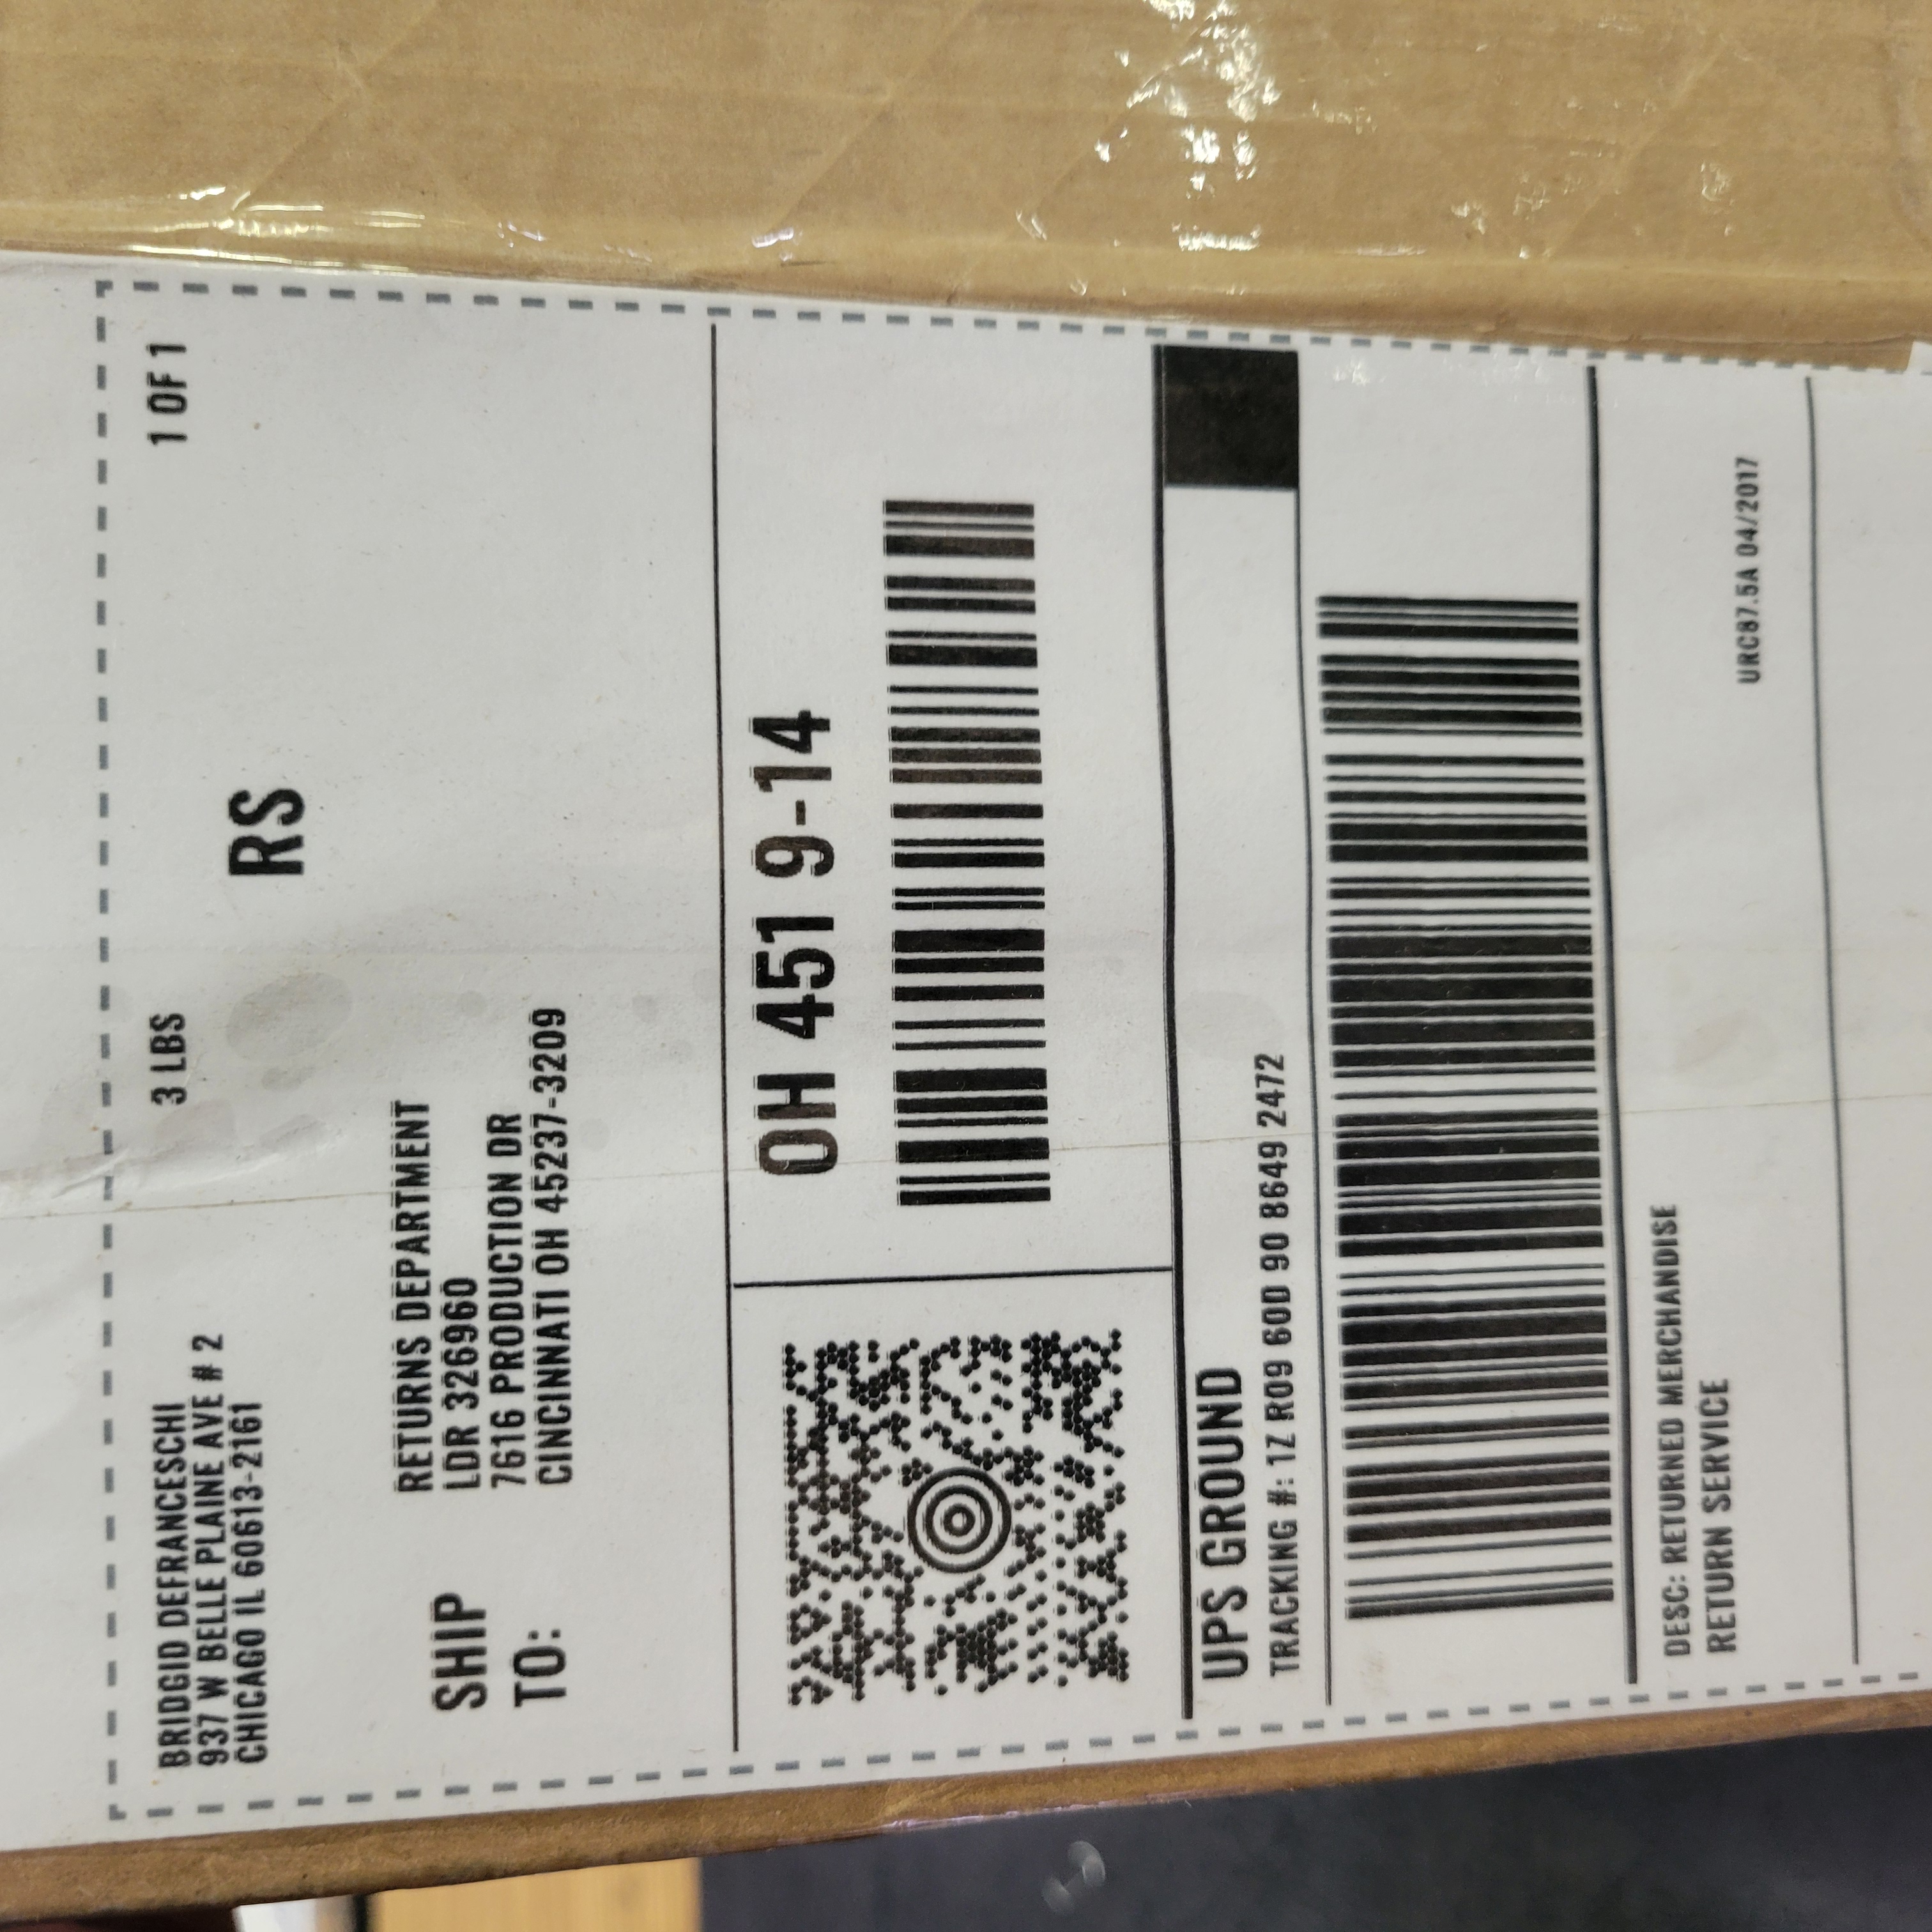 BRIDGID DEFRANCESCHI
937 W BELLE PLAINE AVE # 2
CHICAGO IL 60613-2161
3 LBS
1 OF 1
RS
SHIP
TO:
RETURNS DEPARTMENT
LDR 326960
7616 PRODUCTION DR
CINCINNATI OH 45237-3209
OH 451 9-14
UPS GROUND
TRACKING #: 1Z R09 60D 90 8649 2472
DESC: RETURNED MERCHANDISE
RETURN SERVICE
URC87.5A 04/2017